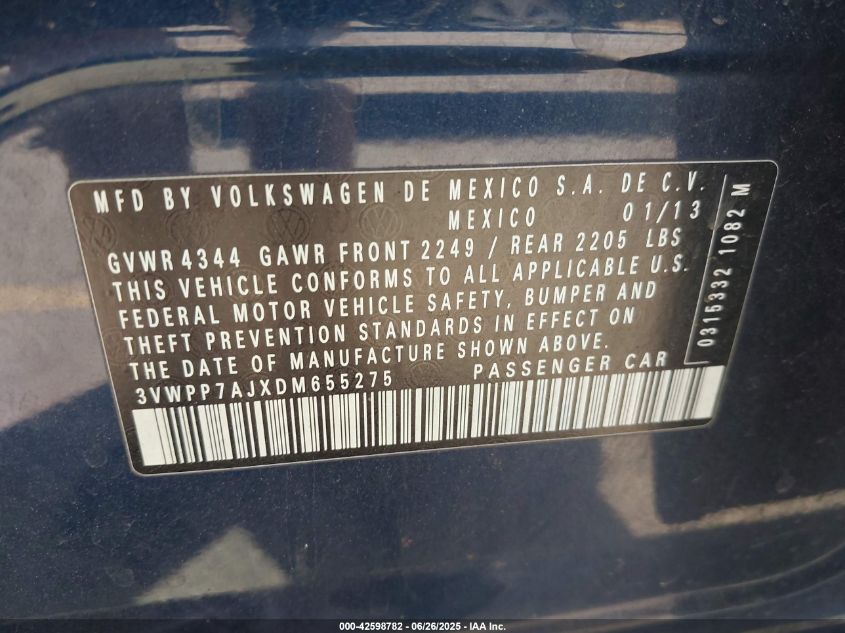 MFD BY VOLKSWAGEN DE MEXICO S.A. DE C.V.
MEXICO 01/13
GVWR 4344 GAWR FRONT 2249 / REAR 2205 LBS
THIS VEHICLE CONFORMS TO ALL APPLICABLE U.S.
FEDERAL MOTOR VEHICLE SAFETY, BUMPER AND
THEFT PREVENTION STANDARDS IN EFFECT ON
THE DATE OF MANUFACTURE SHOWN ABOVE.
3VWPP7AJXDM655275 PASSENGER CAR
0315332 1082 M
000-42598782 - 06/26/2025 - IAA Inc.